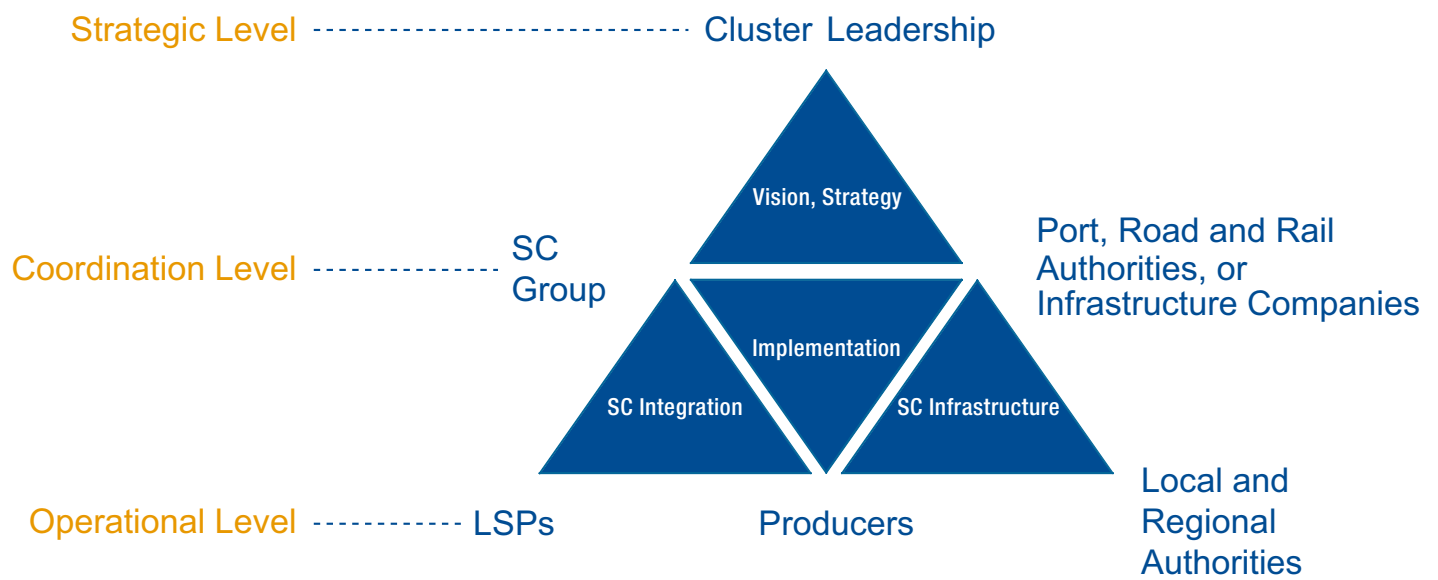 Strategic Level
Cluster Leadership
Vision, Strategy
Coordination Level
SC
Group
Port, Road and Rail
Authorities, or
Infrastructure Companies
Implementation
SC Integration
SC Infrastructure
Operational Level
LSPs
Producers
Local and
Regional
Authorities